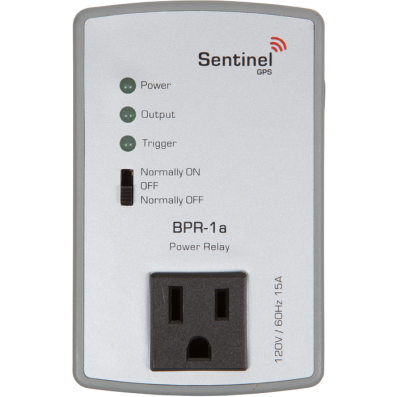 Sentinel
GPS
Power
Output
Trigger
Normally ON
OFF
Normally OFF
BPR-1a
Power Relay
120V / 60Hz 15A